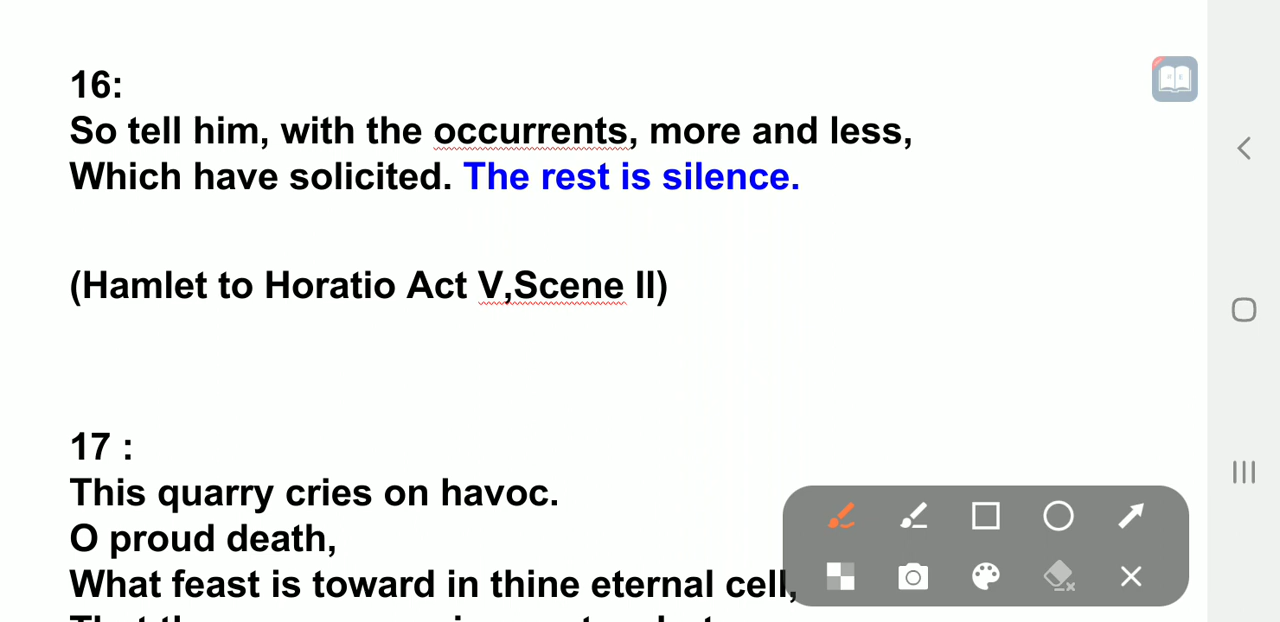 16:
So tell him, with the occurrents, more and less,
Which have solicited. The rest is silence.
(Hamlet to Horatio Act V,Scene II)
17 :
This quarry cries on havoc.
O proud death,
What feast is toward in thine eternal cell,